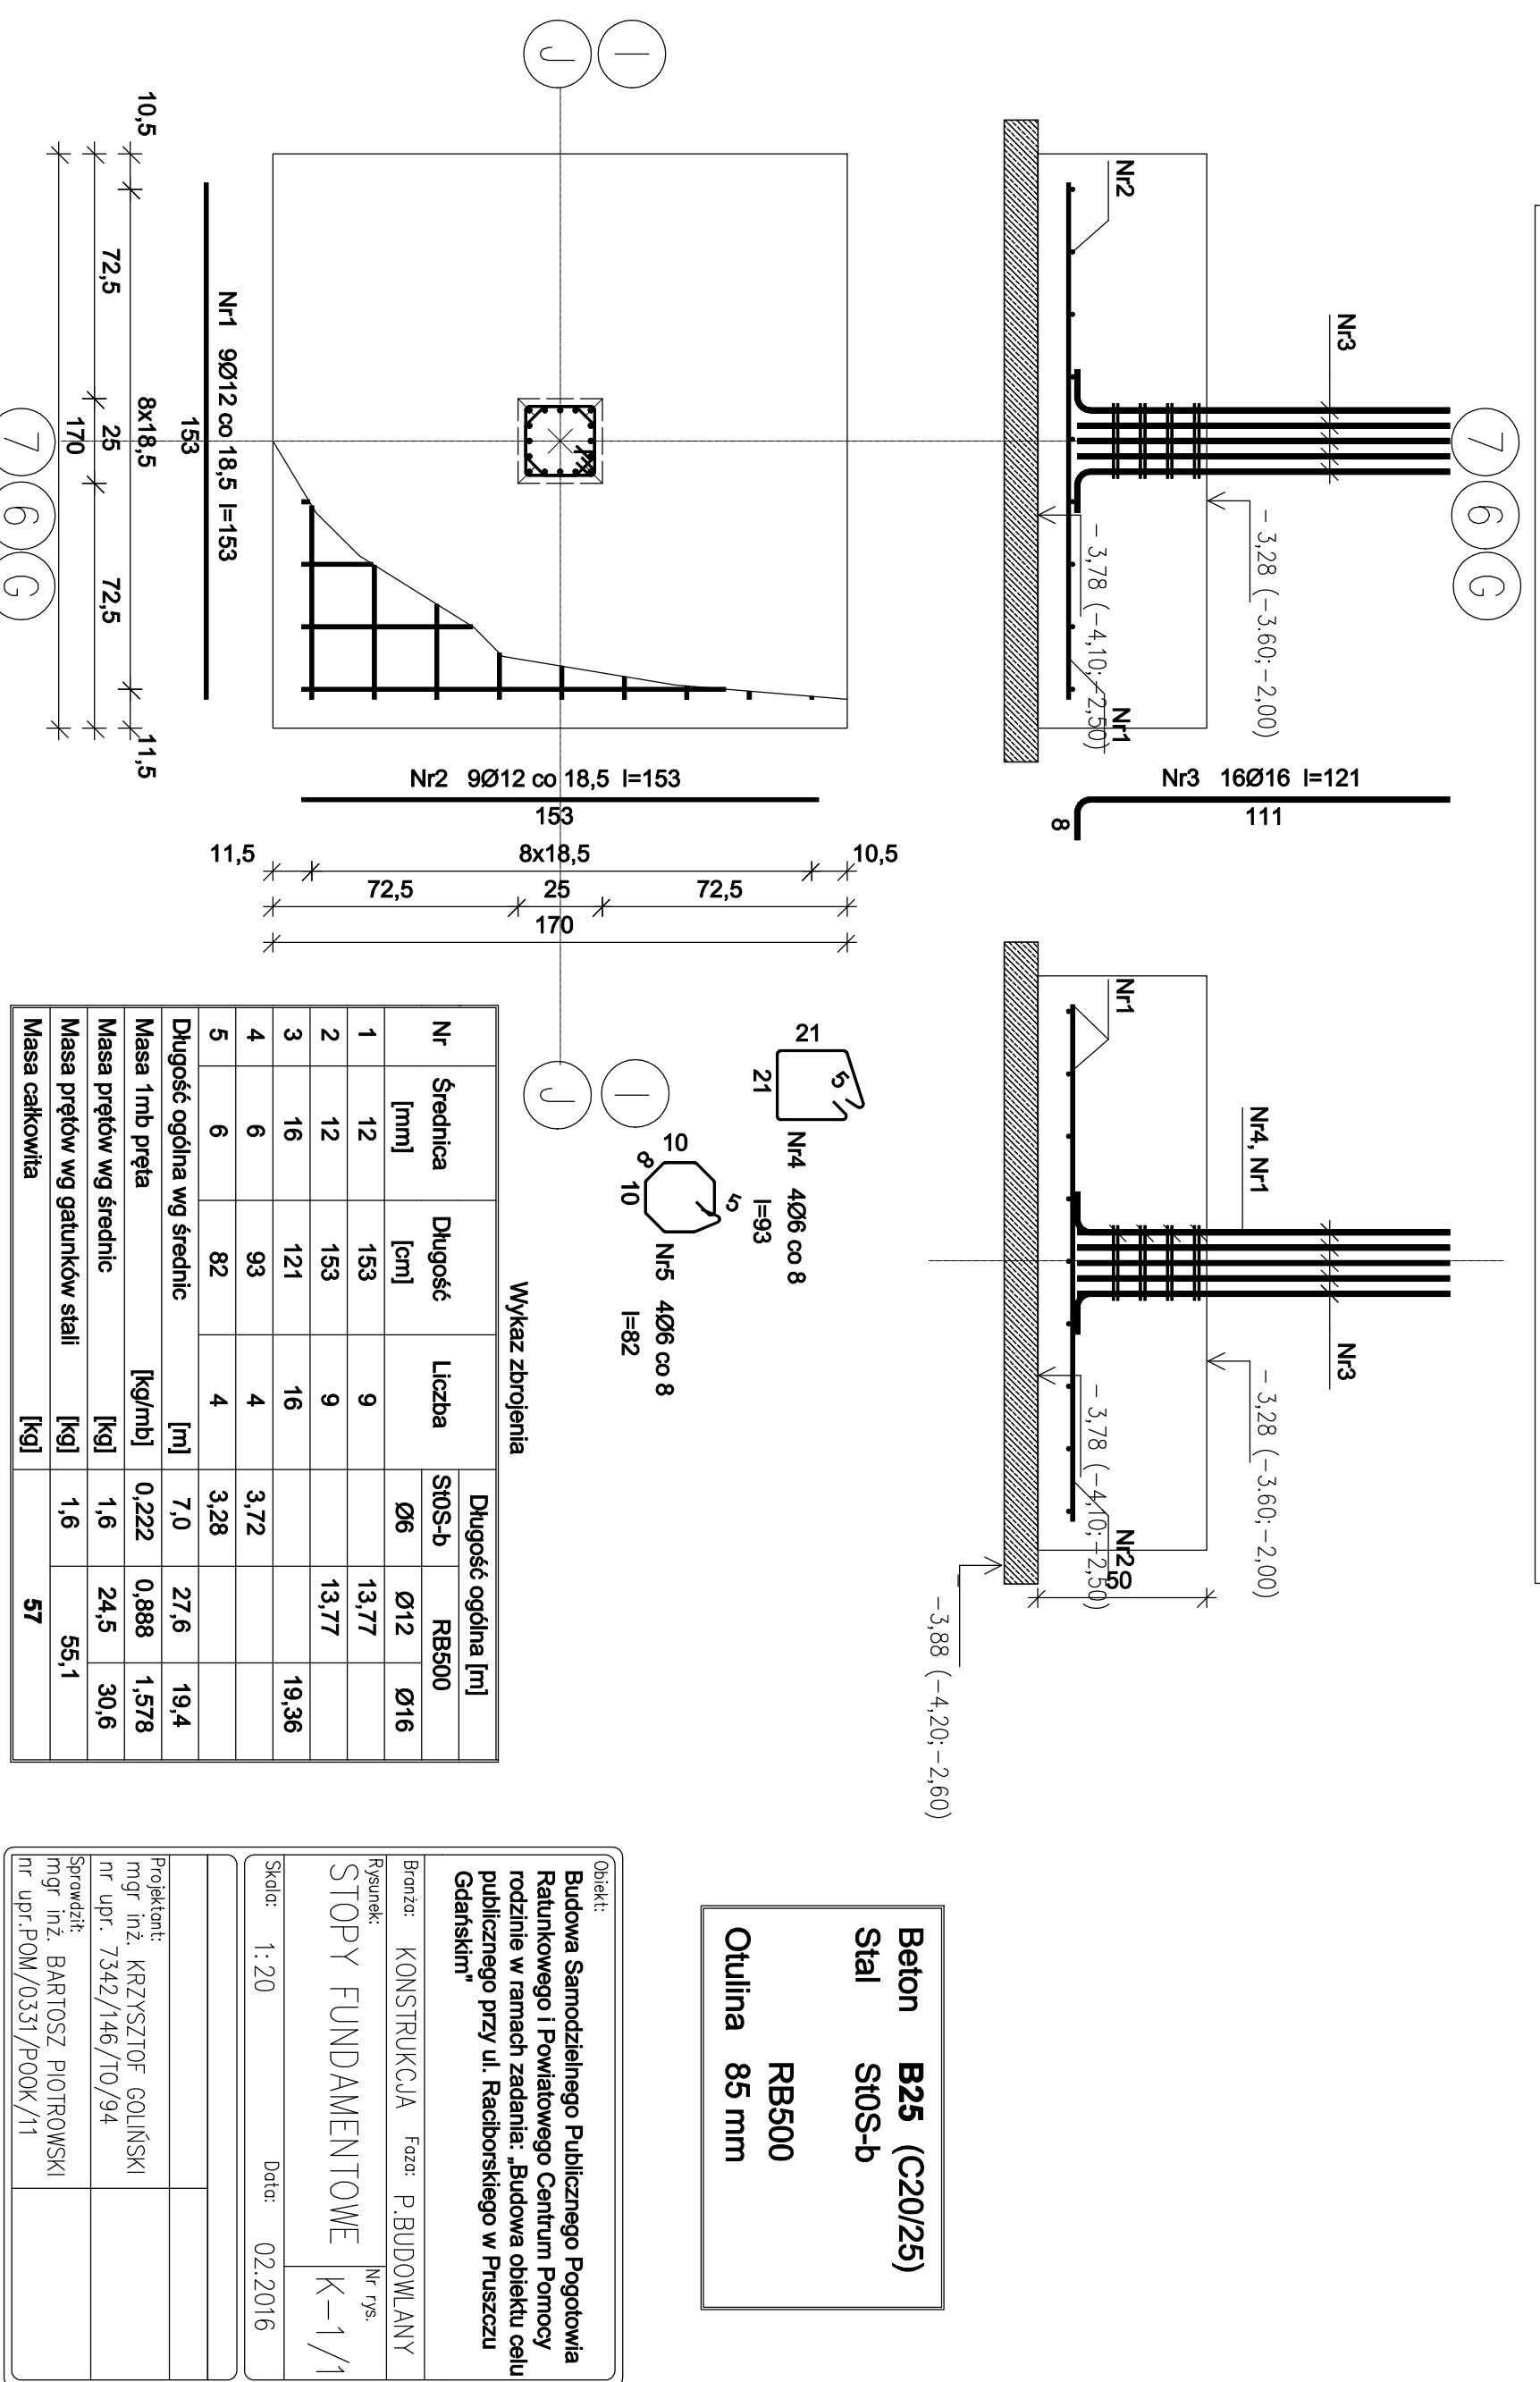 7
6
G
Nr3
- 3,28 (-3.60;-2,00)
Nr2
- 3,78 (-4,10;-2,50)
Nr1
Nr3 16Ø16 l=121
111
8
Nr4, Nr1
Nr3
- 3,28 (-3.60;-2,00)
Nr1
- 3,78 (-4,10;-2,50)
Nr2
50
-3,88 (-4,20;-2,60)
I
J
Nr2 9Ø12 co 18,5 l=153
153
10,5
8x18,5
11,5
72,5
25
72,5
170
I
J
Nr1 9Ø12 co 18,5 l=153
153
10,5
8x18,5
11,5
72,5
25
72,5
170
7
6
G
21
21
5
Nr4 4Ø6 co 8
l=93
10
8
10
5
Nr5 4Ø6 co 8
l=82
Wykaz zbrojenia
Nr Średnica Długość Liczba Długość ogólna [m]
[mm] [cm] St0S-b RB500
Ø6 Ø12 Ø16
1 12 153 9 13,77
2 12 153 9 13,77
3 16 121 16 19,36
4 6 93 4 3,72
5 6 82 4 3,28
Długość ogólna wg średnic [m] 7,0 27,6 19,4
Masa 1mb pręta [kg/mb] 0,222 0,888 1,578
Masa prętów wg średnic [kg] 1,6 24,5 30,6
Masa prętów wg gatunków stali [kg] 1,6 55,1
Masa całkowita [kg] 57
Beton B25 (C20/25)
Stal St0S-b
RB500
Otulina 85 mm
Obiekt:
Budowa Samodzielnego Publicznego Pogotowia
Ratunkowego i Powiatowego Centrum Pomocy
rodzinie w ramach zadania: „Budowa obiektu celu
publicznego przy ul. Raciborskiego w Pruszczu
Gdańskim"
Branża: KONSTRUKCJA Faza: P.BUDOWLANY
Rysunek: Nr rys.
STOPY FUNDAMENTOWE K-1/1
Skala: 1:20 Data: 02.2016
Projektant:
mgr inż. KRZYSZTOF GOLIŃSKI
nr upr. 7342/146/TO/94
Sprawdził:
mgr inż. BARTOSZ PIOTROWSKI
nr upr.POM/0331/POOK/11